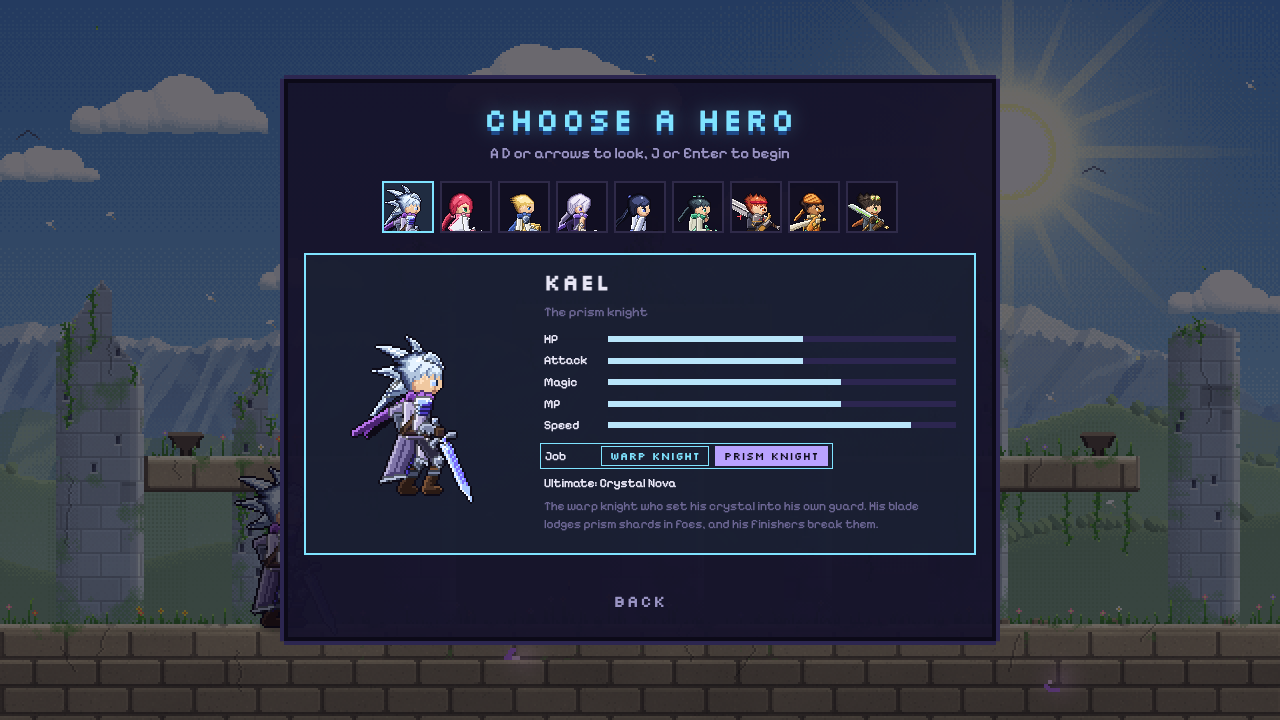 CHOOSE A HERO
A D or arrows to look, J or Enter to begin
KAEL
The prism knight
HP
Attack
Magic
MP
Speed
Job WARP KNIGHT PRISM KNIGHT
Ultimate: Crystal Nova
The warp knight who set his crystal into his own guard. His blade
lodges prism shards in foes, and his finishers break them.
BACK